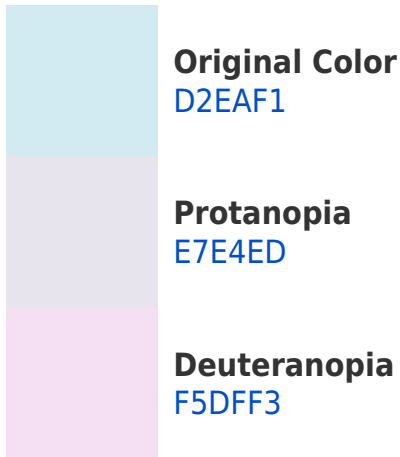 Original Color
D2EAF1
Protanopia
E7E4ED
Deuteranopia
F5DFF3